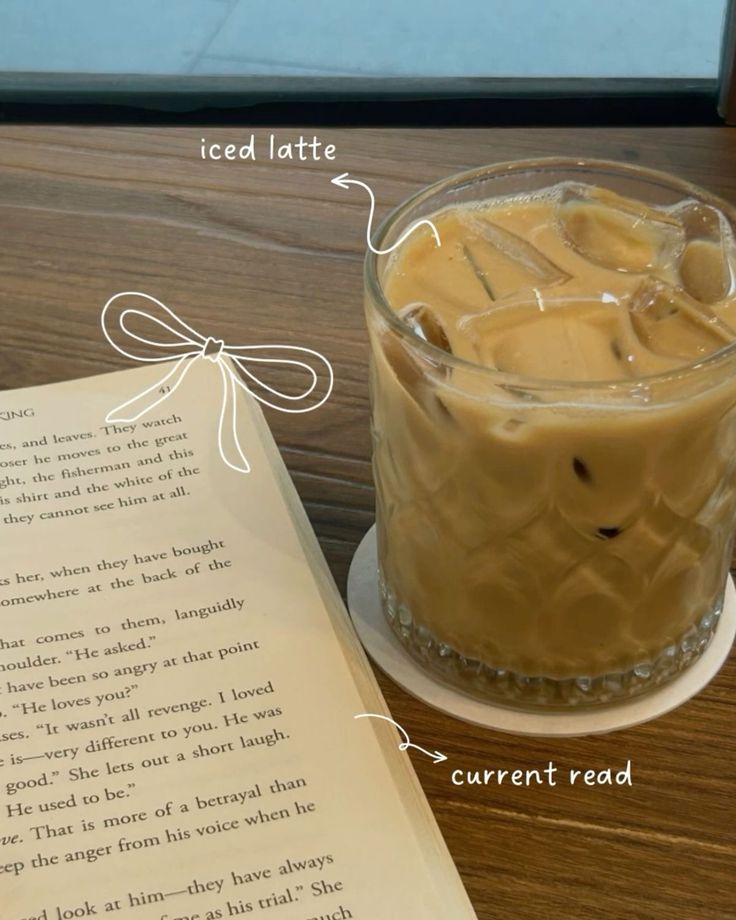 iced latte
41
es, and leaves. They watch
oser he moves to the great
ght, the fisherman and this
is shirt and the white of the
they cannot see him at all.
ks her, when they have bought
omewhere at the back of the
hat comes to them, languidly
noulder. "He asked."
have been so angry at that point
. "He loves you?"
ses. "It wasn't all revenge. I loved
e is—very different to you. He was
good." She lets out a short laugh.
He used to be."
ve. That is more of a betrayal than
eep the anger from his voice when he
ed look at him—they have always
me as his trial." She
much
current read